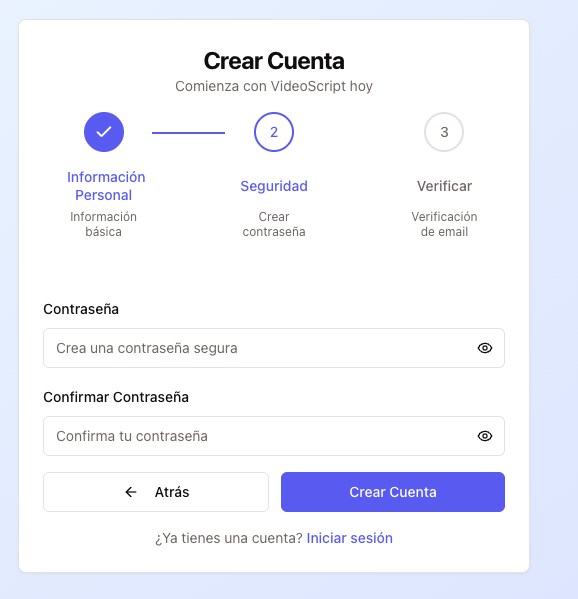 Crear Cuenta
Comienza con VideoScript hoy
2
3
Información
Personal
Seguridad
Verificar
Información
básica
Crear
contraseña
Verificación
de email
Contraseña
Crea una contraseña segura
Confirmar Contraseña
Confirma tu contraseña
Atrás
Crear Cuenta
¿Ya tienes una cuenta? Iniciar sesión